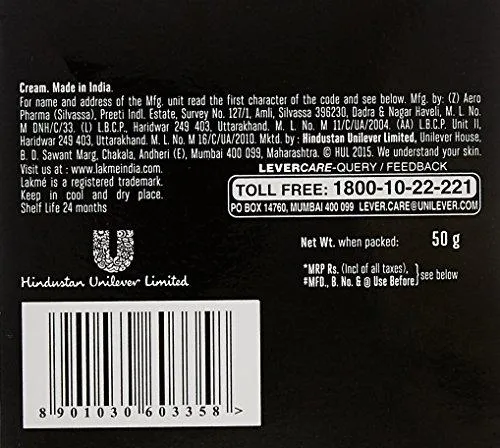 Cream. Made in India.
For name and address of the Mfg. unit read the first character of the code and see below. Mfg. by: (Z) Aero
Pharma (Silvassa), Preeti Indl. Estate, Survey No. 127/1, Amli, Silvassa 396230, Dadra & Nagar Haveli, M. L. No.
M DNH/C/33. (L) L.B.C.P., Haridwar 249 403, Uttarakhand. M. L. No. M 11/C/UA/2004. (AA) L.B.C.P. Unit II,
Haridwar 249 403, Uttarakhand. M. L. No. M 16/C/UA/2010. Mktd. by : Hindustan Unilever Limited, Unilever House,
B. D. Sawant Marg, Chakala, Andheri (E), Mumbai 400 099, Maharashtra. © HUL 2015. We understand your skin.
Visit us at : www.lakmeindia.com
Lakmé is a registered trademark.
Keep in cool and dry place.
Shelf Life 24 months
LEVERCARE-QUERY / FEEDBACK
TOLL FREE: 1800-10-22-221
PO BOX 14760, MUMBAI 400 099 LEVER.CARE@UNILEVER.COM
Net Wt. when packed: 50 g
*MRP Rs. (Incl of all taxes),
#MFD., B. No. & @ Use Before
see below
Hindustan Unilever Limited
8 901030 603358 >